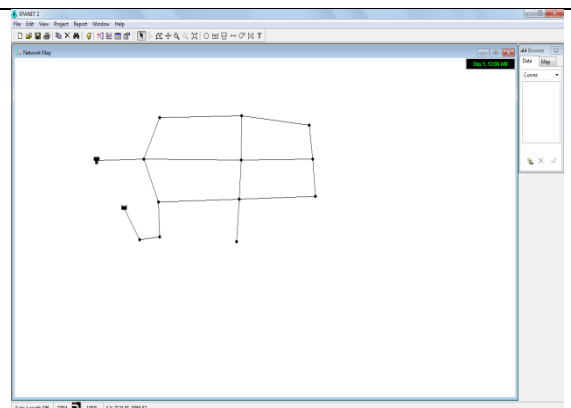 EPANET 2
File Edit View Project Report Window Help
Network Map
Day 1, 12:00 AM
Browser
Data Map
Curves
100%